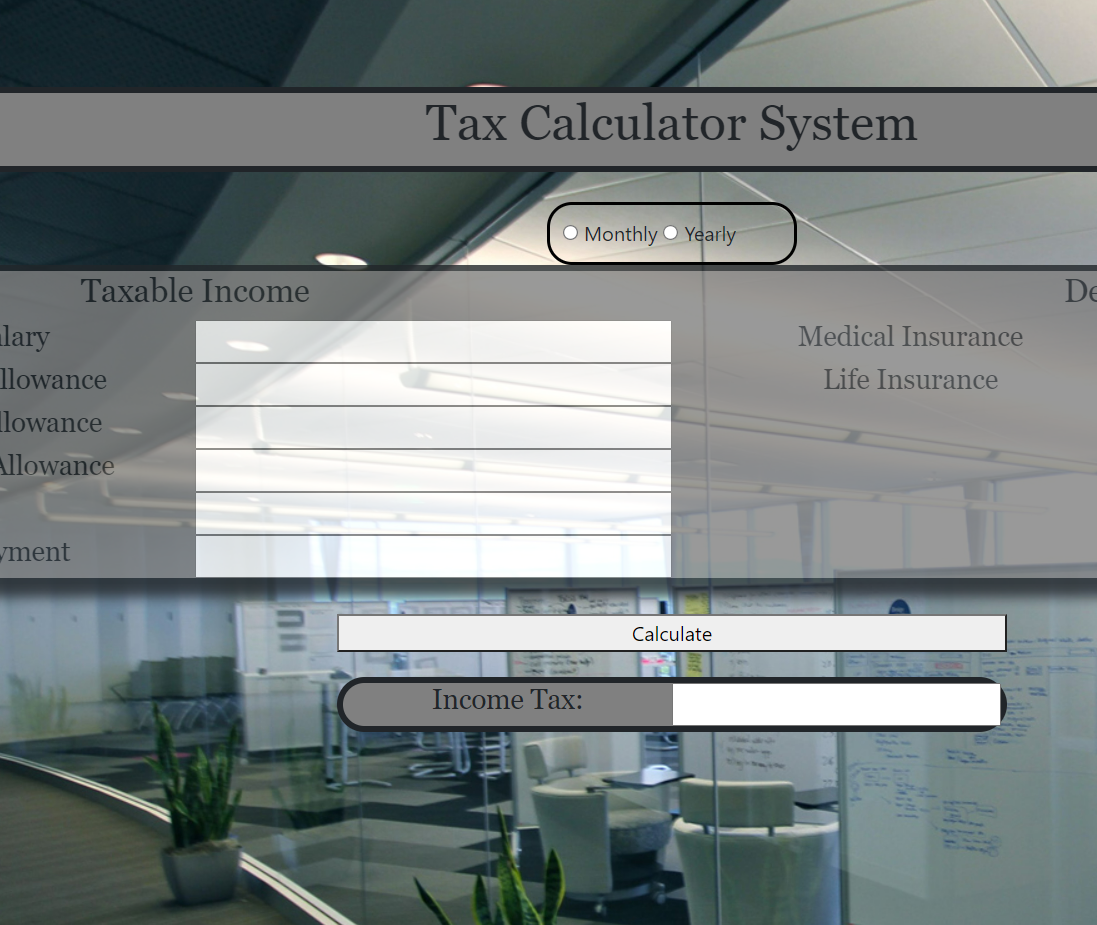 Tax Calculator System
Monthly Yearly
Taxable Income
De
lary Medical Insurance
llowance Life Insurance
llowance
Allowance
yment
Calculate
Income Tax: